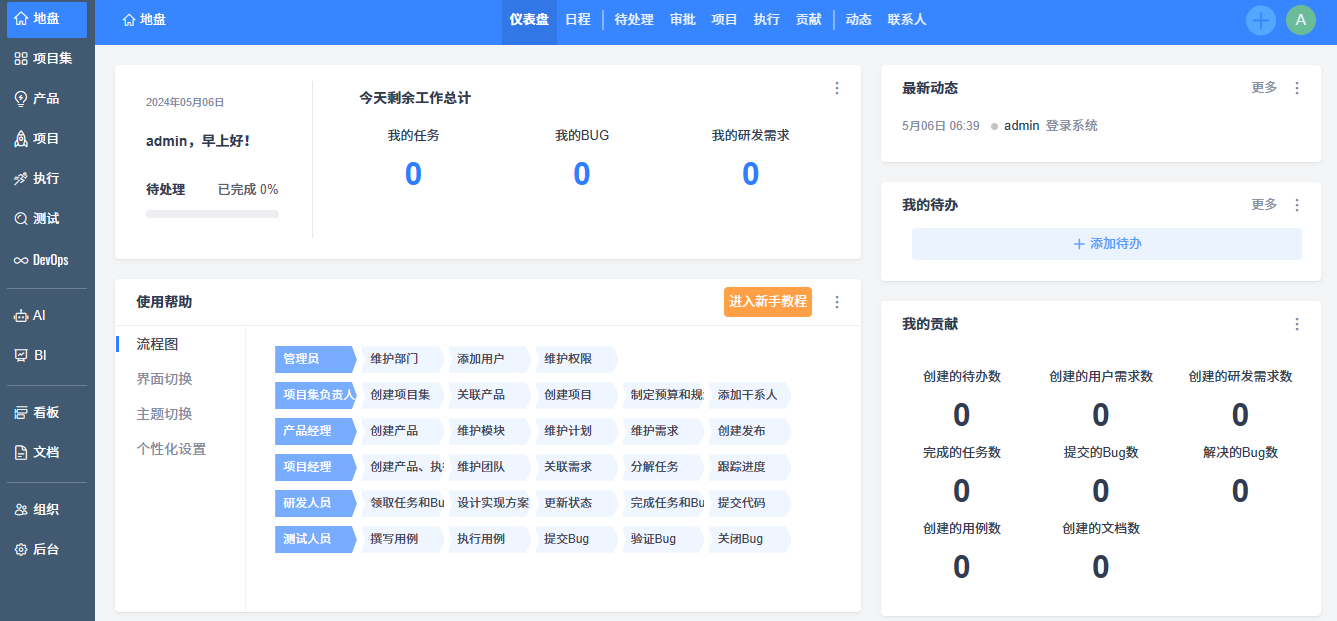 地盘
项目集
产品
项目
执行
测试
DevOps
AI
BI
看板
文档
组织
后台
地盘
仪表盘 日程 待处理 审批 项目 执行 贡献 动态 联系人
A
2024年05月06日
admin，早上好！
待处理 已完成 0%
今天剩余工作总计
我的任务 我的BUG 我的研发需求
0 0 0
使用帮助 进入新手教程
流程图
界面切换
主题切换
个性化设置
管理员 维护部门 添加用户 维护权限
项目集负责人 创建项目集 关联产品 创建项目 制定预算和规 添加干系人
产品经理 创建产品 维护模块 维护计划 维护需求 创建发布
项目经理 创建产品、执 维护团队 关联需求 分解任务 跟踪进度
研发人员 领取任务和Bu 设计实现方案 更新状态 完成任务和Bu 提交代码
测试人员 撰写用例 执行用例 提交Bug 验证Bug 关闭Bug
最新动态 更多
5月06日 06:39 admin 登录系统
我的待办 更多
添加待办
我的贡献
创建的待办数 创建的用户需求数 创建的研发需求数
0 0 0
完成的任务数 提交的Bug数 解决的Bug数
0 0 0
创建的用例数 创建的文档数
0 0